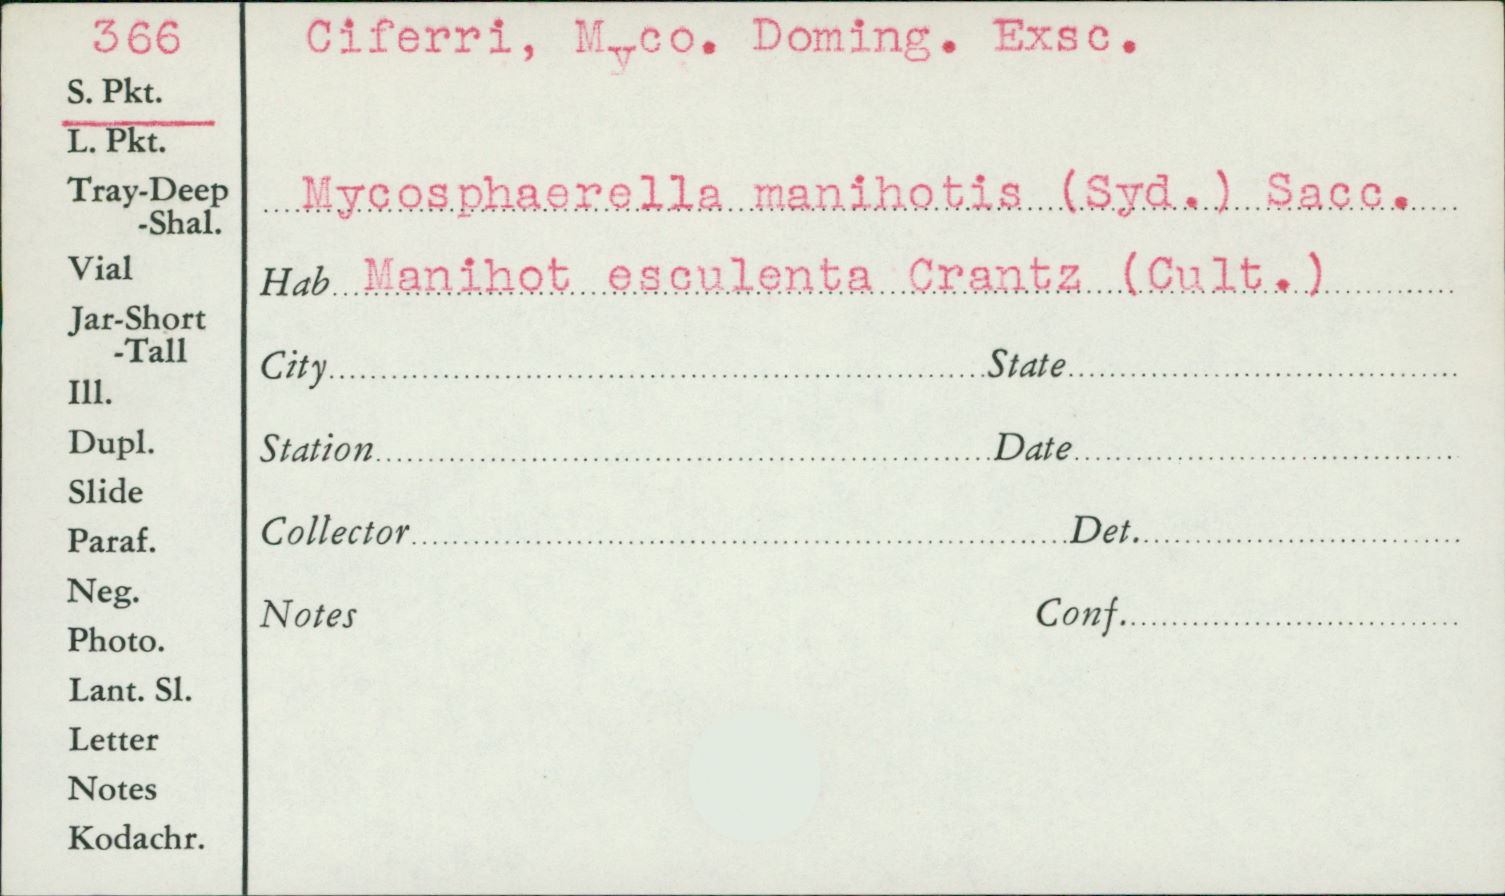 366
S. Pkt.
L. Pkt.
Tray-Deep
-Shal.
Vial
Jar-Short
-Tall
Ill.
Dupl.
Slide
Paraf.
Neg.
Photo.
Lant. Sl.
Letter
Notes
Kodachr.
Ciferri, Myco. Doming. Exsc.
Mycosphaerella manihotis (Syd.) Sacc.
Hab Manihot esculenta Crantz (Cult.)
City State
Station Date
Collector Det.
Notes Conf.